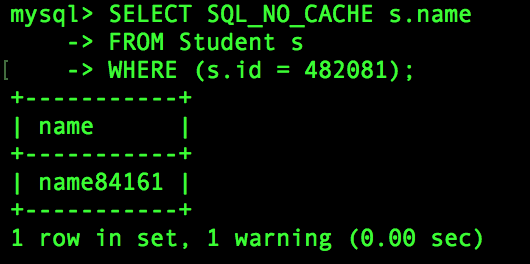 mysql> SELECT SQL_NO_CACHE s.name
    -> FROM Student s
[    -> WHERE (s.id = 482081);
+-----------+
| name      |
+-----------+
| name84161 |
+-----------+
1 row in set, 1 warning (0.00 sec)